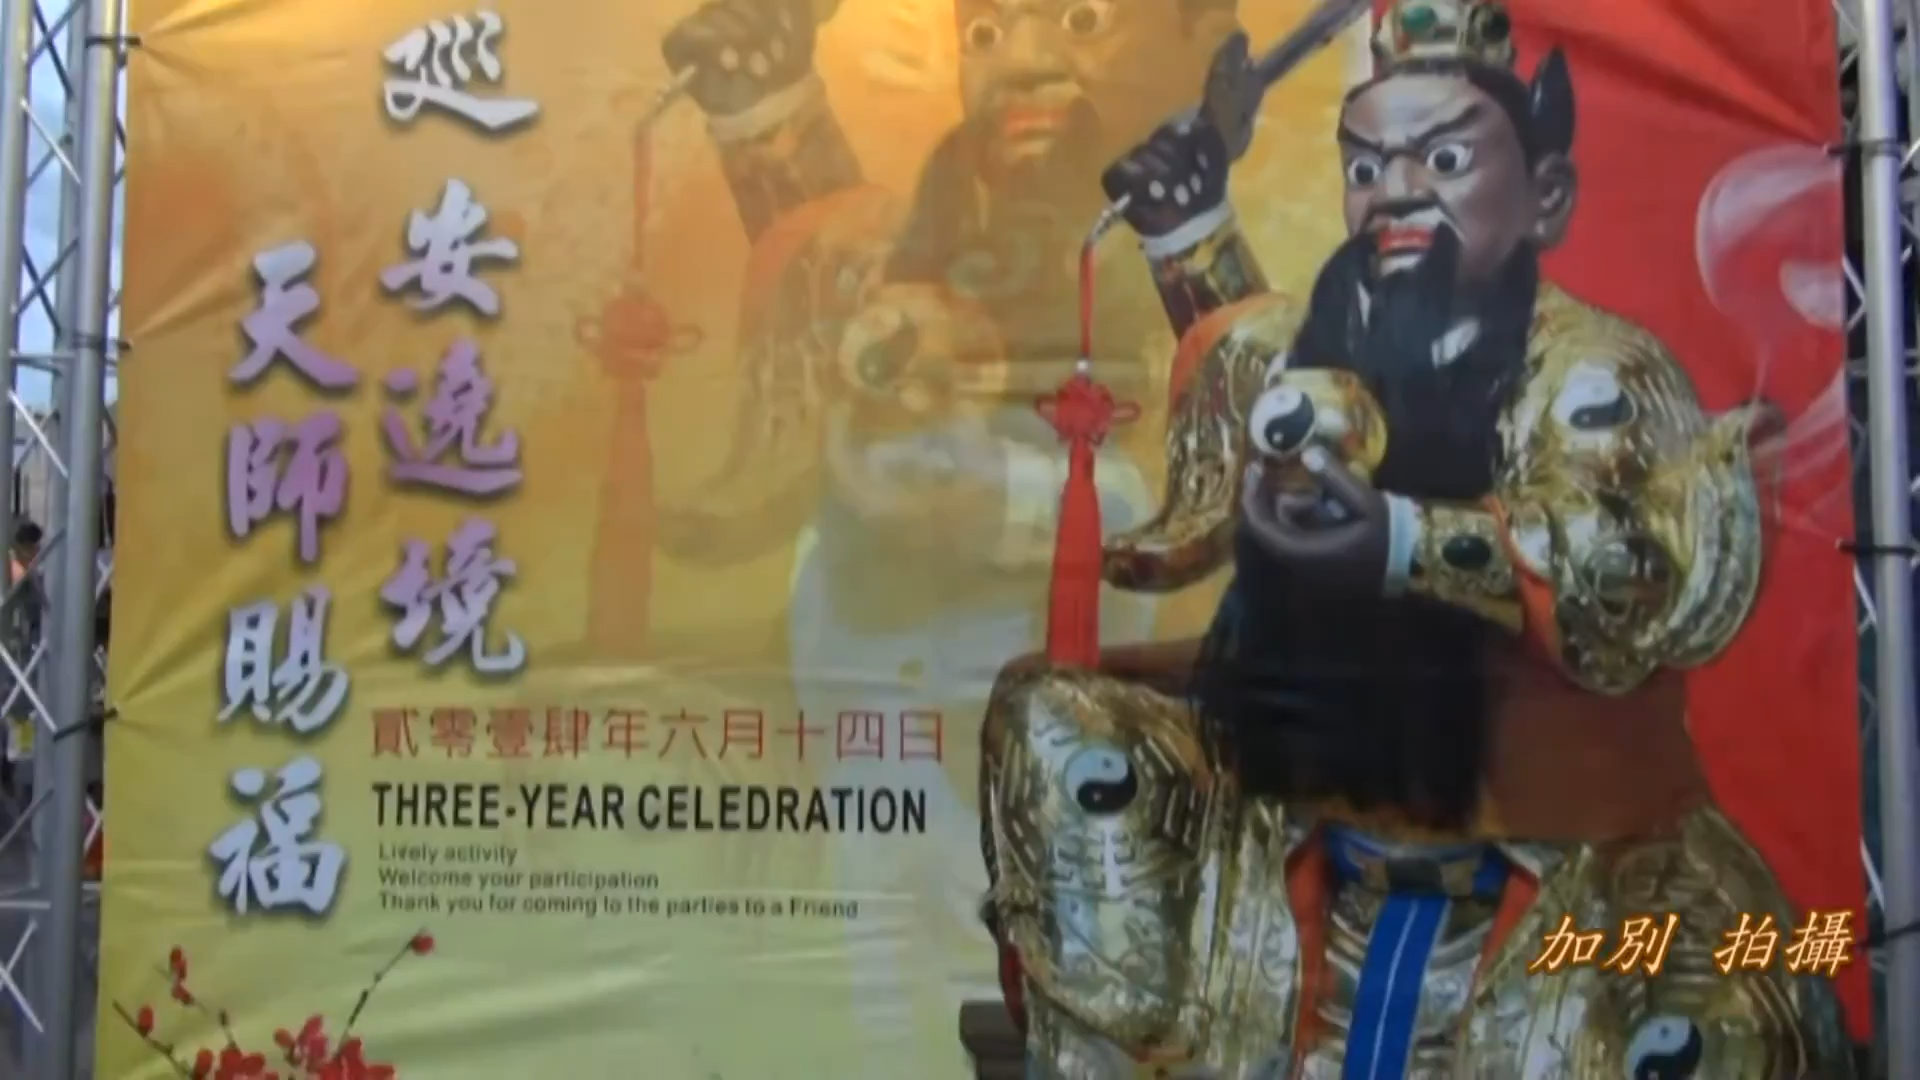 巡安遶境
天師賜福
貳零壹肆年六月十四日
THREE-YEAR CELEDRATION
Lively activity
Welcome your participation
Thank you for coming to the parties to a Friend
加別 拍攝